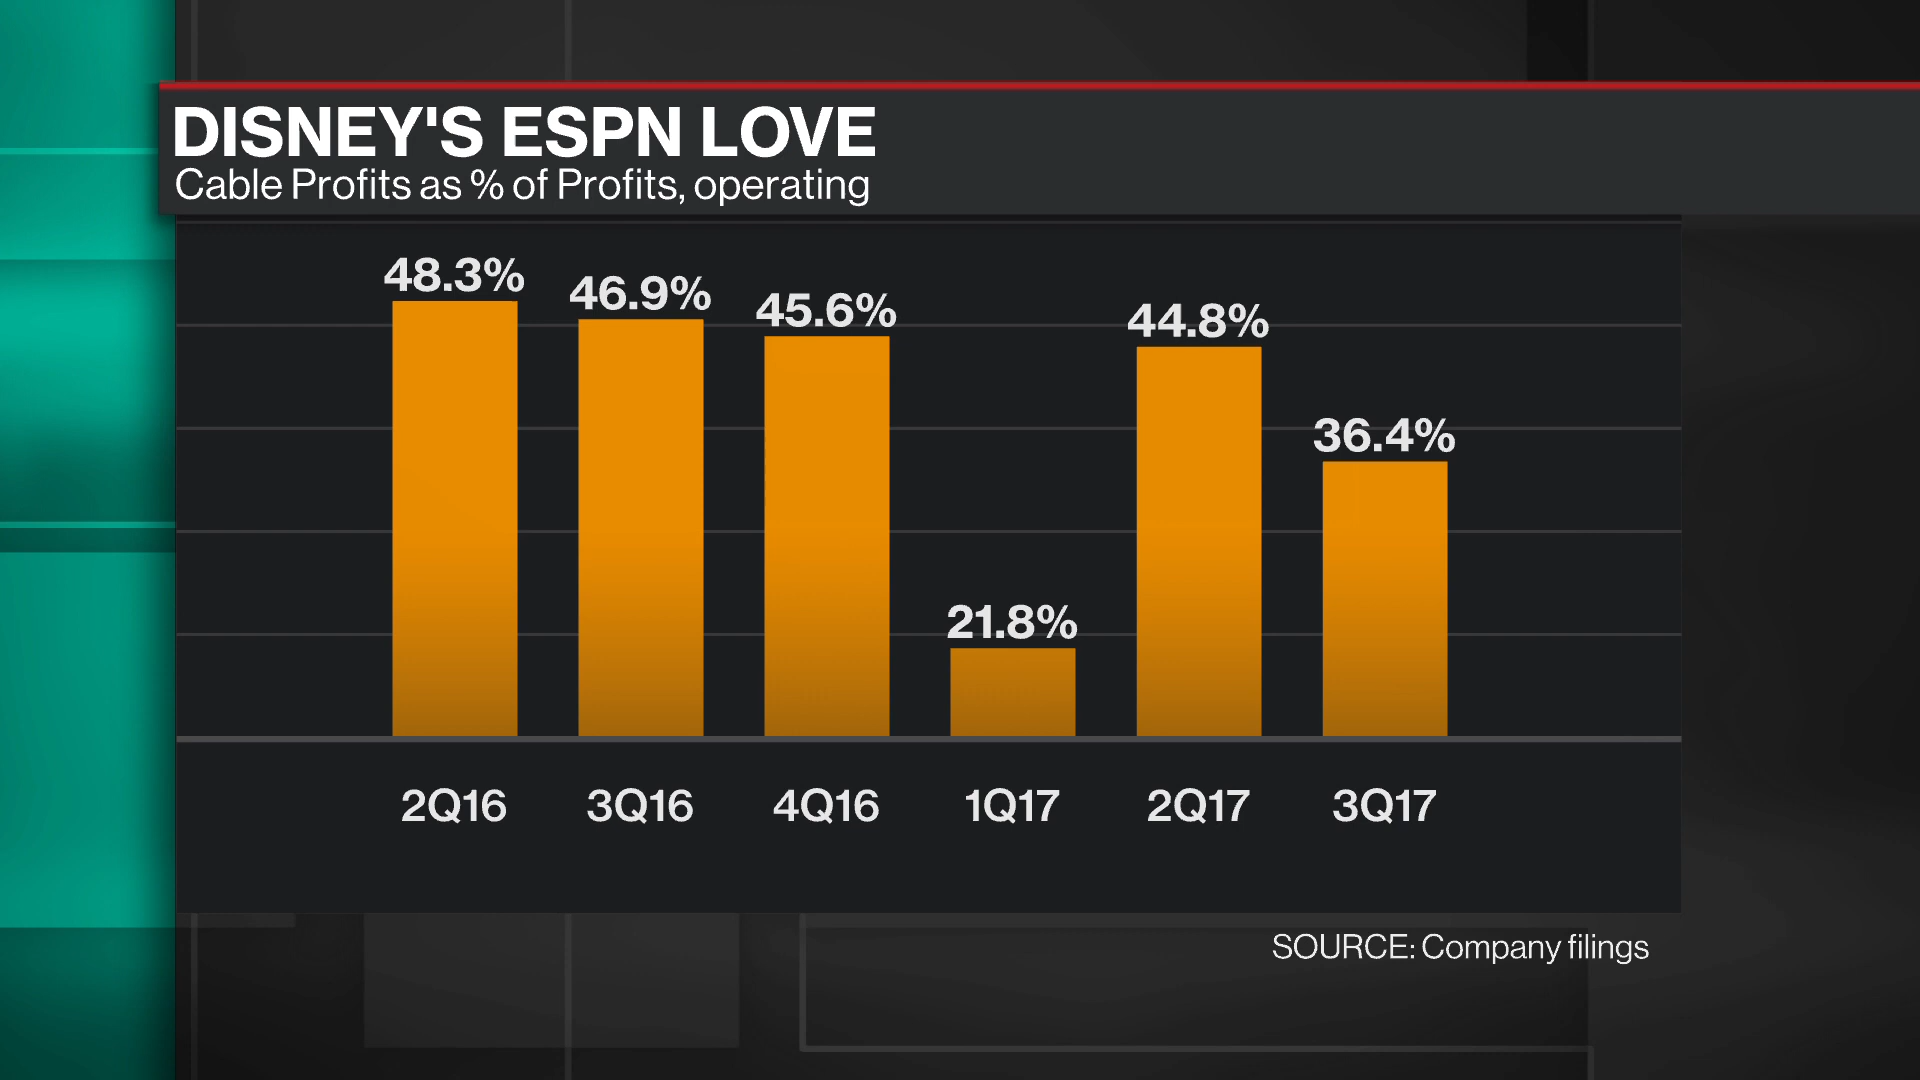 DISNEY'S ESPN LOVE
Cable Profits as % of Profits, operating
48.3% 46.9% 45.6% 21.8% 44.8% 36.4%
2Q16 3Q16 4Q16 1Q17 2Q17 3Q17
SOURCE: Company filings